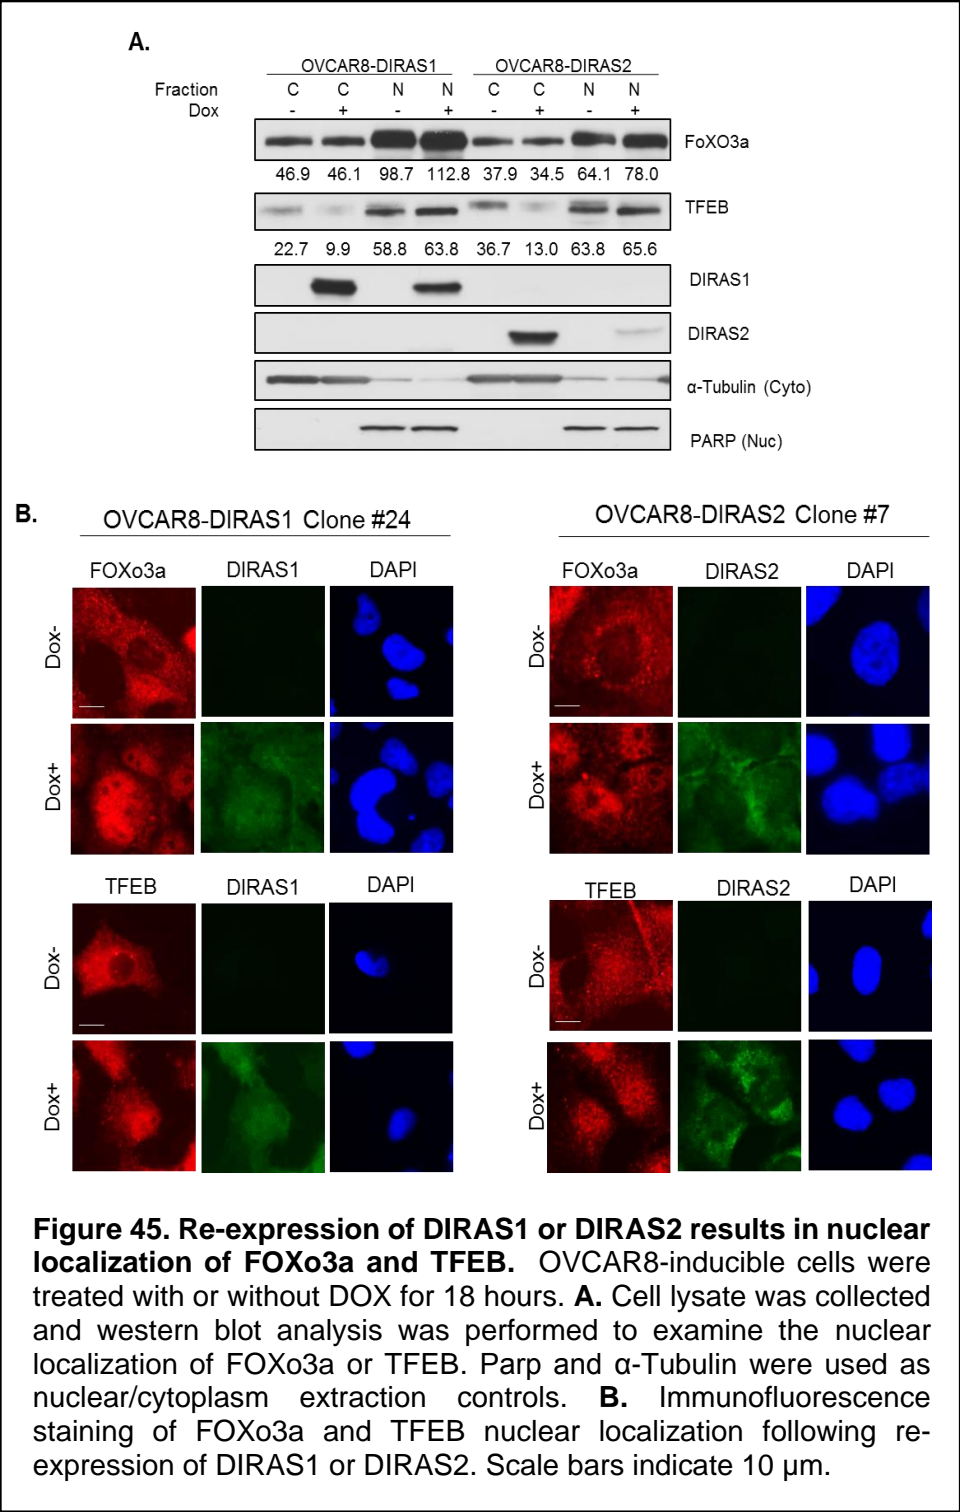 A.
OVCAR8-DIRAS1 OVCAR8-DIRAS2
Fraction C C N N C C N N
Dox - + - + - + - +
FoXO3a
46.9 46.1 98.7 112.8 37.9 34.5 64.1 78.0
TFEB
22.7 9.9 58.8 63.8 36.7 13.0 63.8 65.6
DIRAS1
DIRAS2
α-Tubulin (Cyto)
PARP (Nuc)
B.
OVCAR8-DIRAS1 Clone #24 OVCAR8-DIRAS2 Clone #7
FOXo3a DIRAS1 DAPI FOXo3a DIRAS2 DAPI
Dox- Dox-
Dox+ Dox+
TFEB DIRAS1 DAPI TFEB DIRAS2 DAPI
Dox- Dox-
Dox+ Dox+
Figure 45. Re-expression of DIRAS1 or DIRAS2 results in nuclear
localization of FOXo3a and TFEB. OVCAR8-inducible cells were
treated with or without DOX for 18 hours. A. Cell lysate was collected
and western blot analysis was performed to examine the nuclear
localization of FOXo3a or TFEB. Parp and α-Tubulin were used as
nuclear/cytoplasm extraction controls. B. Immunofluorescence
staining of FOXo3a and TFEB nuclear localization following re-
expression of DIRAS1 or DIRAS2. Scale bars indicate 10 μm.